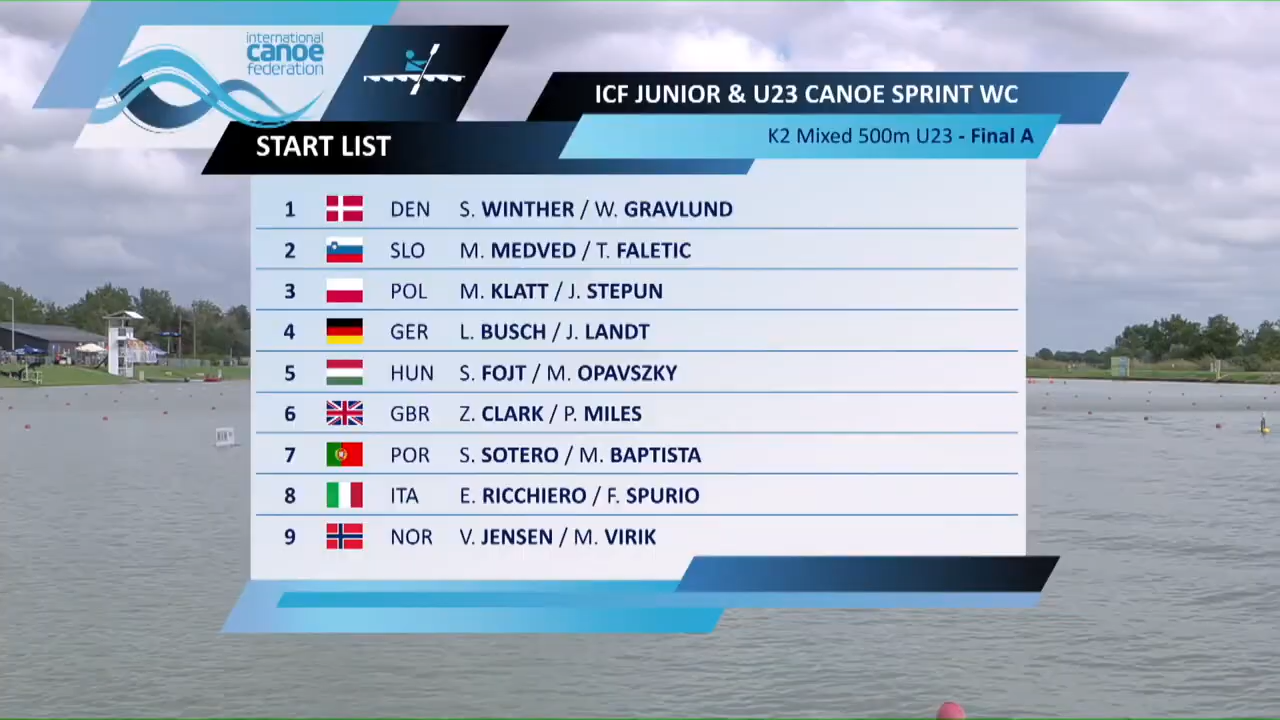 international
canoe
federation
ICF JUNIOR & U23 CANOE SPRINT WC
K2 Mixed 500m U23 - Final A
START LIST
1 DEN S. WINTHER / W. GRAVLUND
2 SLO M. MEDVED / T. FALETIC
3 POL M. KLATT / J. STEPUN
4 GER L. BUSCH / J. LANDT
5 HUN S. FOJT / M. OPAVSZKY
6 GBR Z. CLARK / P. MILES
7 POR S. SOTERO / M. BAPTISTA
8 ITA E. RICCHIERO / F. SPURIO
9 NOR V. JENSEN / M. VIRIK